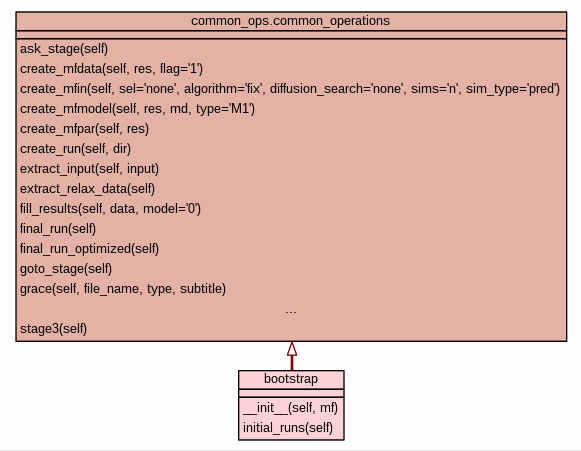 common_ops.common_operations
ask_stage(self)
create_mfdata(self, res, flag='1')
create_mfin(self, sel='none', algorithm='fix', diffusion_search='none', sims='n', sim_type='pred')
create_mfmodel(self, res, md, type='M1')
create_mfpar(self, res)
create_run(self, dir)
extract_input(self, input)
extract_relax_data(self)
fill_results(self, data, model='0')
final_run(self)
final_run_optimized(self)
goto_stage(self)
grace(self, file_name, type, subtitle)
...
stage3(self)
bootstrap
__init__(self, mf)
initial_runs(self)